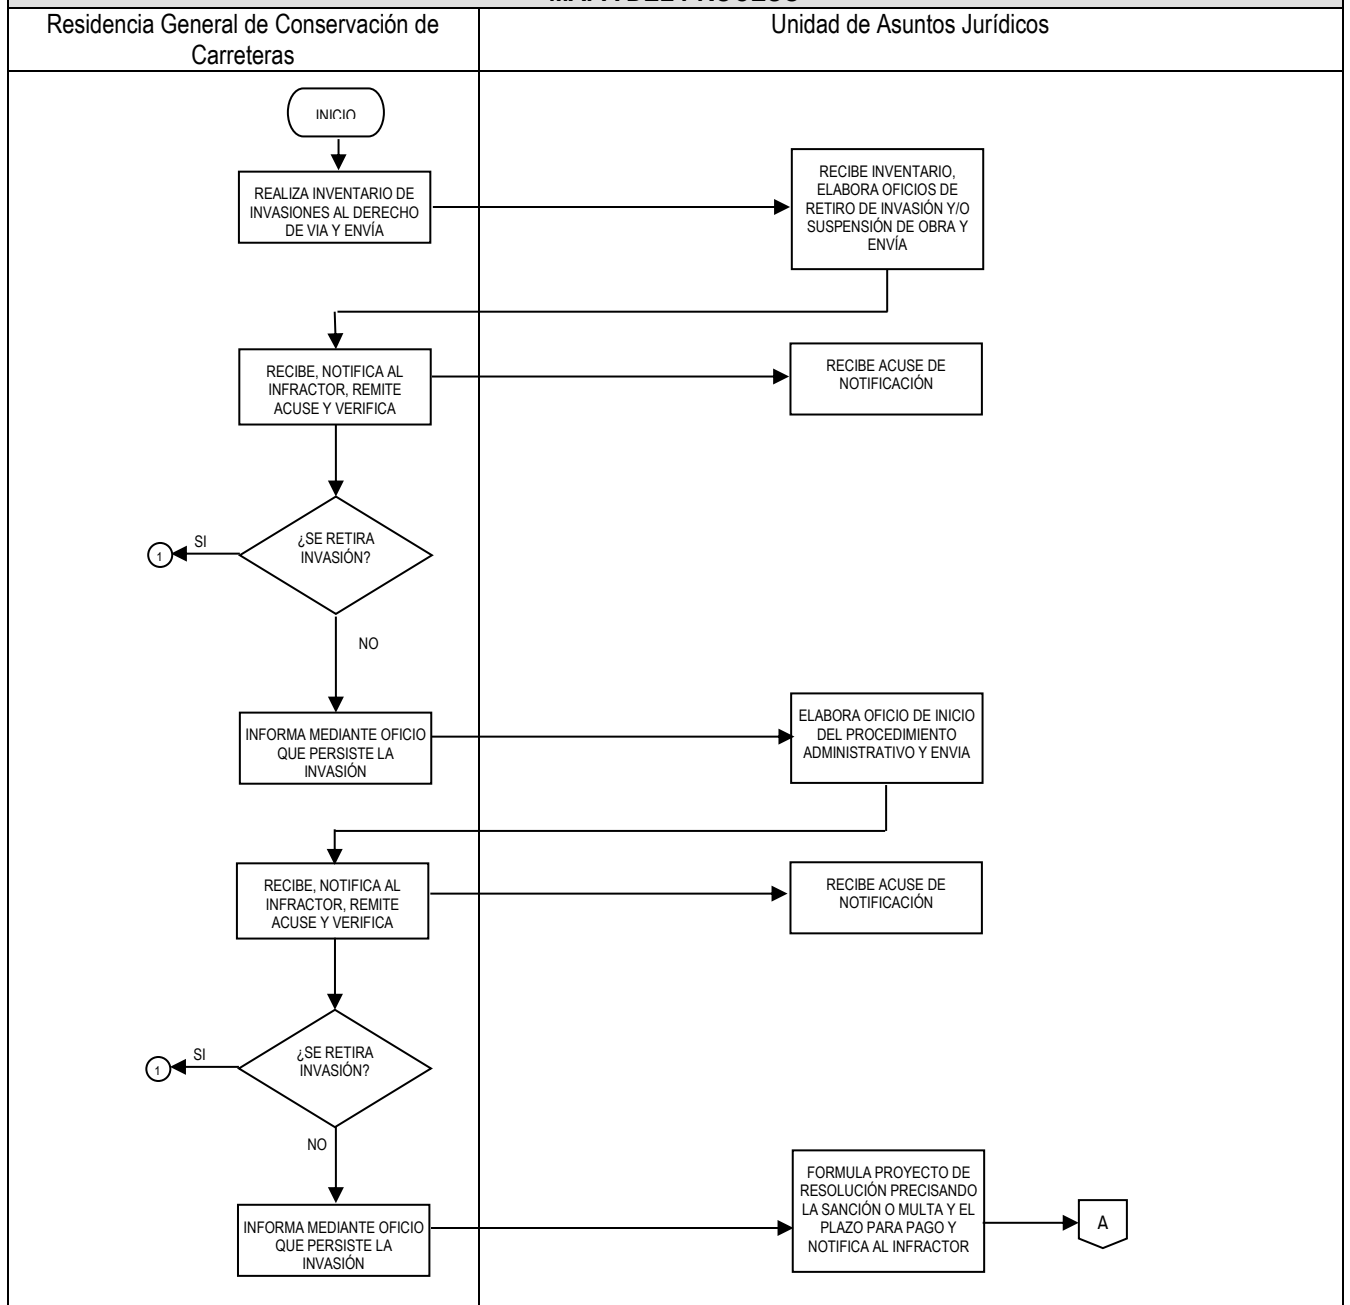 MAPA DEL PROCESO
Residencia General de Conservación de
Carreteras
Unidad de Asuntos Jurídicos
INICIO
REALIZA INVENTARIO DE
INVASIONES AL DERECHO
DE VIA Y ENVÍA
RECIBE INVENTARIO,
ELABORA OFICIOS DE
RETIRO DE INVASIÓN Y/O
SUSPENSIÓN DE OBRA Y
ENVÍA
RECIBE, NOTIFICA AL
INFRACTOR, REMITE
ACUSE Y VERIFICA
RECIBE ACUSE DE
NOTIFICACIÓN
¿SE RETIRA
INVASIÓN?
SI
1
NO
INFORMA MEDIANTE OFICIO
QUE PERSISTE LA
INVASIÓN
ELABORA OFICIO DE INICIO
DEL PROCEDIMIENTO
ADMINISTRATIVO Y ENVIA
RECIBE, NOTIFICA AL
INFRACTOR, REMITE
ACUSE Y VERIFICA
RECIBE ACUSE DE
NOTIFICACIÓN
¿SE RETIRA
INVASIÓN?
SI
1
NO
INFORMA MEDIANTE OFICIO
QUE PERSISTE LA
INVASIÓN
FORMULA PROYECTO DE
RESOLUCIÓN PRECISANDO
LA SANCIÓN O MULTA Y EL
PLAZO PARA PAGO Y
NOTIFICA AL INFRACTOR
A